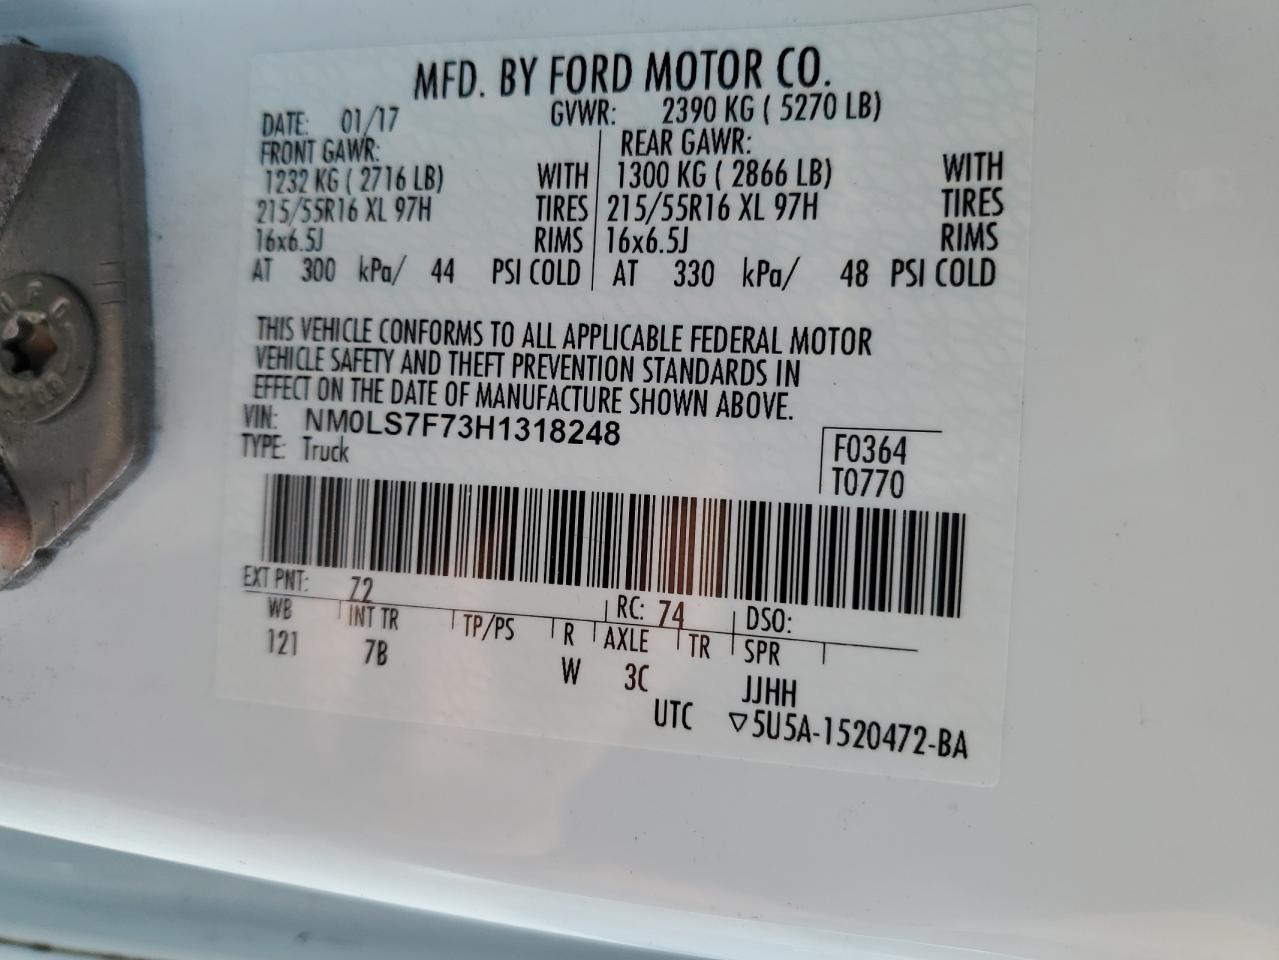 MFD. BY FORD MOTOR CO.
DATE: 01/17 GVWR: 2390 KG ( 5270 LB)
FRONT GAWR: REAR GAWR:
1232 KG ( 2716 LB) WITH 1300 KG ( 2866 LB) WITH
215/55R16 XL 97H TIRES 215/55R16 XL 97H TIRES
16x6.5J RIMS 16x6.5J RIMS
AT 300 kPa/ 44 PSI COLD AT 330 kPa/ 48 PSI COLD
THIS VEHICLE CONFORMS TO ALL APPLICABLE FEDERAL MOTOR
VEHICLE SAFETY AND THEFT PREVENTION STANDARDS IN
EFFECT ON THE DATE OF MANUFACTURE SHOWN ABOVE.
VIN: NM0LS7F73H1318248
TYPE: Truck
F0364
T0770
EXT PNT: Z2 RC: 74 DSO:
WB INT TR TP/PS R AXLE TR SPR
121 7B W 3C JJHH
UTC ▽5U5A-1520472-BA